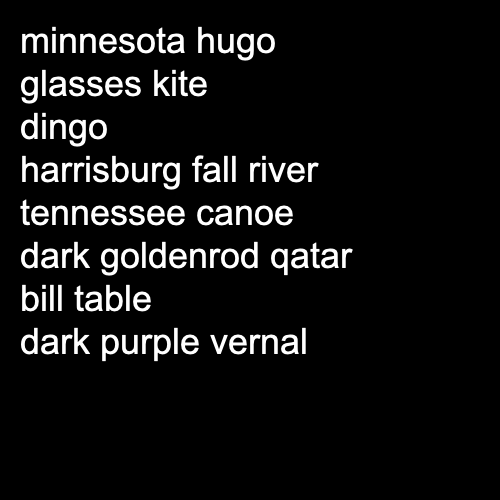 minnesota hugo
glasses kite
dingo
harrisburg fall river
tennessee canoe
dark goldenrod qatar
bill table
dark purple vernal